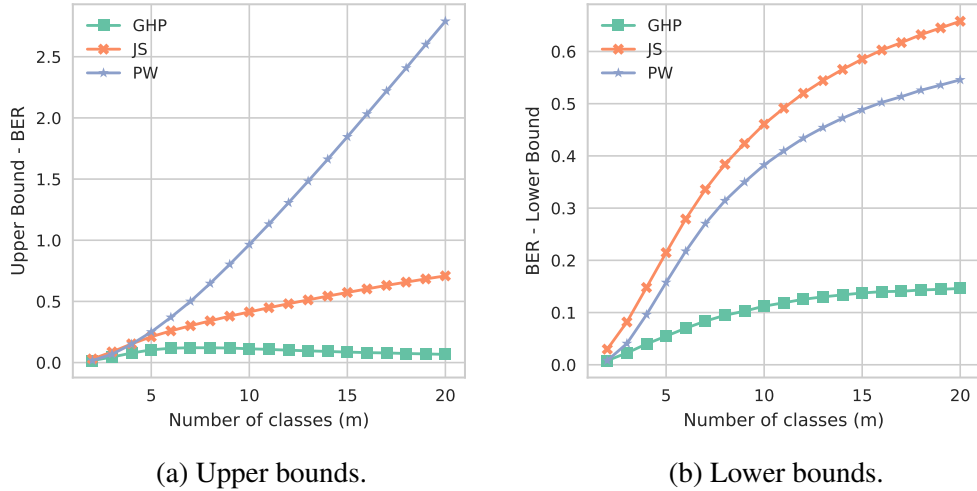 GHP
JS
PW
Upper Bound - BER
2.5
2.0
1.5
1.0
0.5
0.0
5 10 15 20
Number of classes (m)
(a) Upper bounds.
GHP
JS
PW
BER - Lower Bound
0.6
0.5
0.4
0.3
0.2
0.1
0.0
5 10 15 20
Number of classes (m)
(b) Lower bounds.